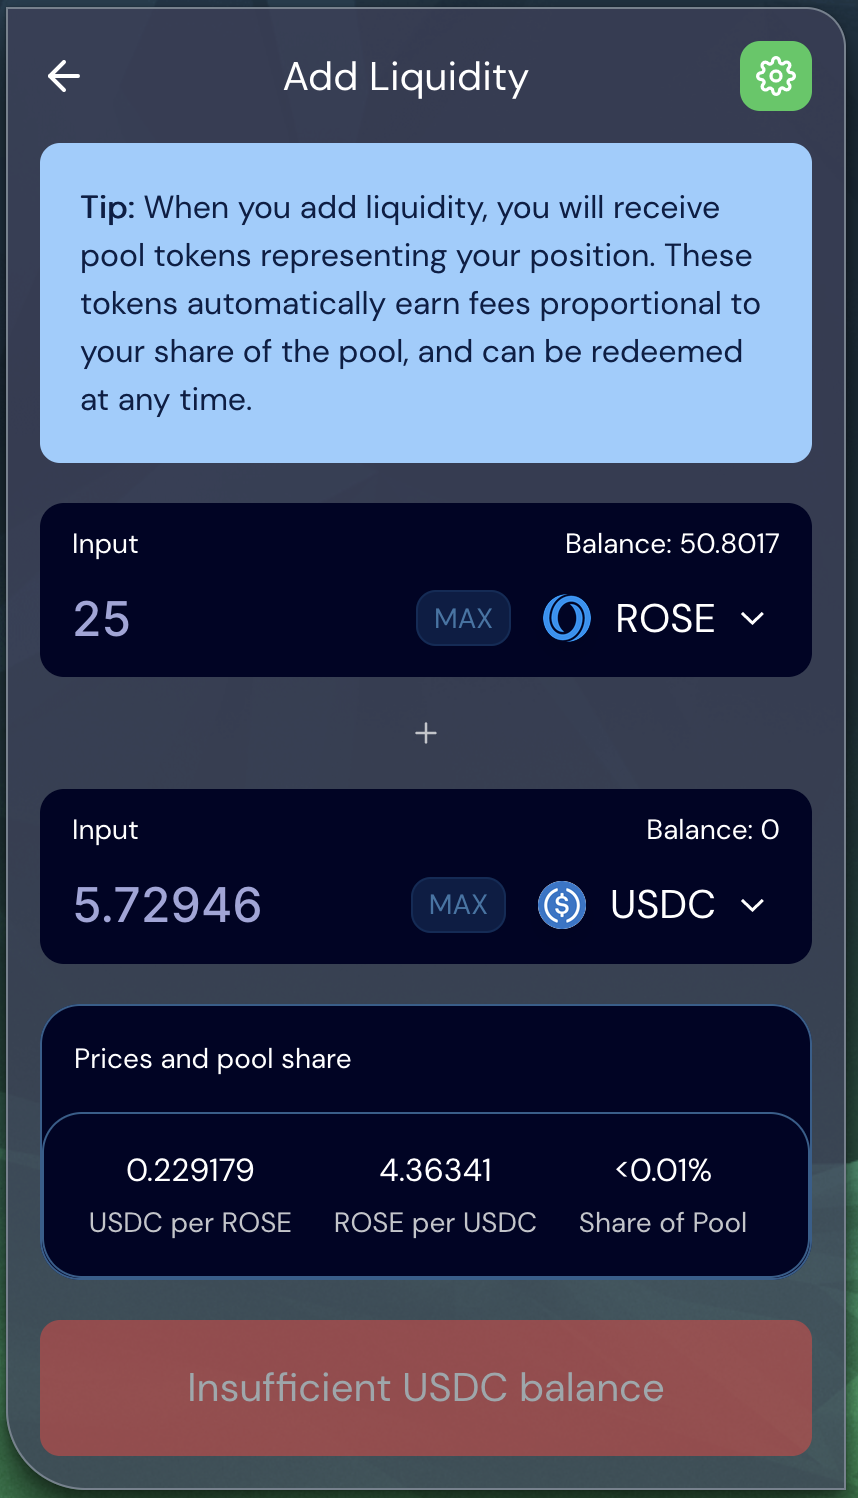 Add Liquidity
Tip: When you add liquidity, you will receive
pool tokens representing your position. These
tokens automatically earn fees proportional to
your share of the pool, and can be redeemed
at any time.
Input
Balance: 50.8017
25
MAX
ROSE
+
Input
Balance: 0
5.72946
MAX
USDC
Prices and pool share
0.229179
4.36341
<0.01%
USDC per ROSE
ROSE per USDC
Share of Pool
Insufficient USDC balance